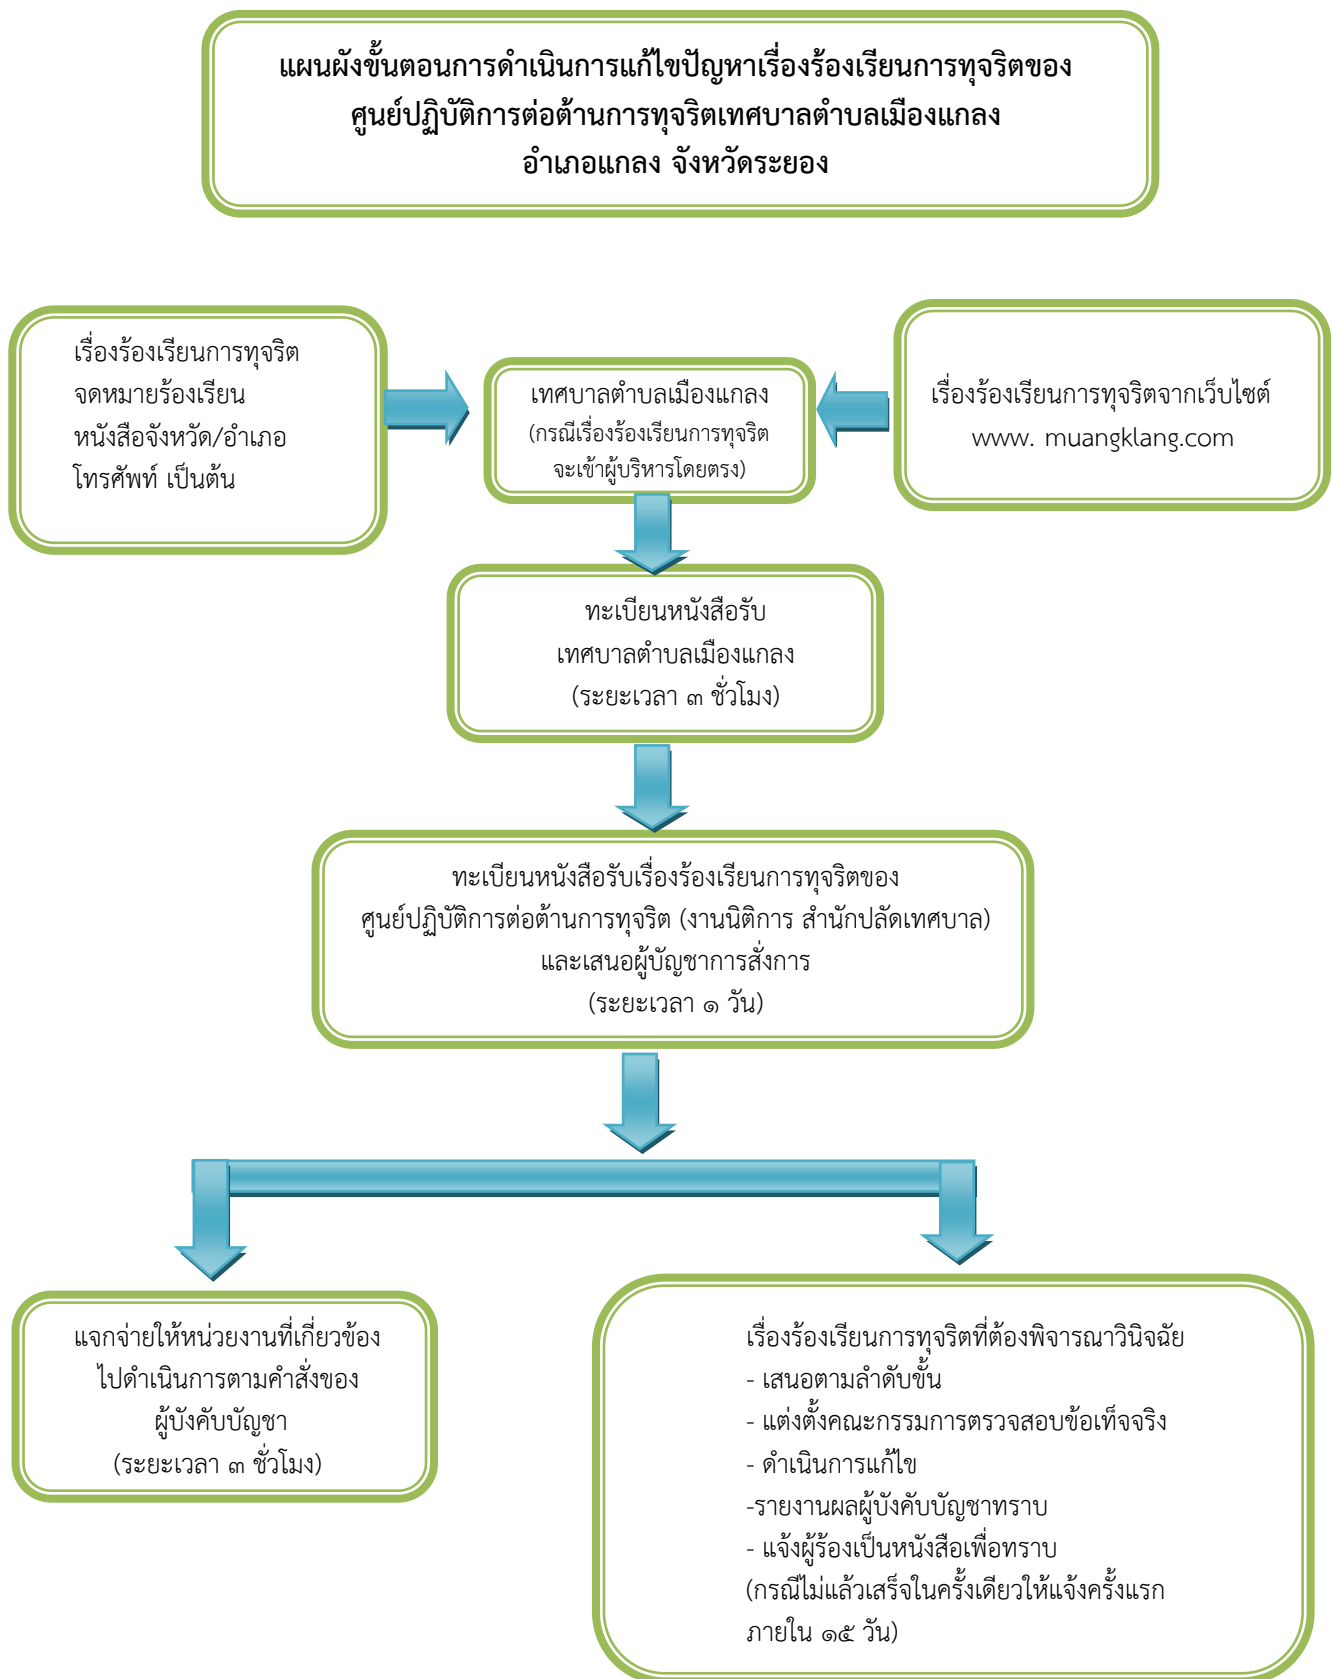 แผนผังขั้นตอนการดำเนินการแก้ไขปัญหาเรื่องร้องเรียนการทุจริตของ
ศูนย์ปฏิบัติการต่อต้านการทุจริตเทศบาลตำบลเมืองแกลง
อำเภอแกลง จังหวัดระยอง
เรื่องร้องเรียนการทุจริต
จดหมายร้องเรียน
หนังสือจังหวัด/อำเภอ
โทรศัพท์ เป็นต้น
เทศบาลตำบลเมืองแกลง
(กรณีเรื่องร้องเรียนการทุจริต
จะเข้าผู้บริหารโดยตรง)
เรื่องร้องเรียนการทุจริตจากเว็บไซต์
www. muangklang.com
ทะเบียนหนังสือรับ
เทศบาลตำบลเมืองแกลง
(ระยะเวลา ๓ ชั่วโมง)
ทะเบียนหนังสือรับเรื่องร้องเรียนการทุจริตของ
ศูนย์ปฏิบัติการต่อต้านการทุจริต (งานนิติการ สำนักปลัดเทศบาล)
และเสนอผู้บัญชาการสั่งการ
(ระยะเวลา ๑ วัน)
แจกจ่ายให้หน่วยงานที่เกี่ยวข้อง
ไปดำเนินการตามคำสั่งของ
ผู้บังคับบัญชา
(ระยะเวลา ๓ ชั่วโมง)
เรื่องร้องเรียนการทุจริตที่ต้องพิจารณาวินิจฉัย
- เสนอตามลำดับขั้น
- แต่งตั้งคณะกรรมการตรวจสอบข้อเท็จจริง
- ดำเนินการแก้ไข
-รายงานผลผู้บังคับบัญชาทราบ
- แจ้งผู้ร้องเป็นหนังสือเพื่อทราบ
(กรณีไม่แล้วเสร็จในครั้งเดียวให้แจ้งครั้งแรก
ภายใน ๑๕ วัน)